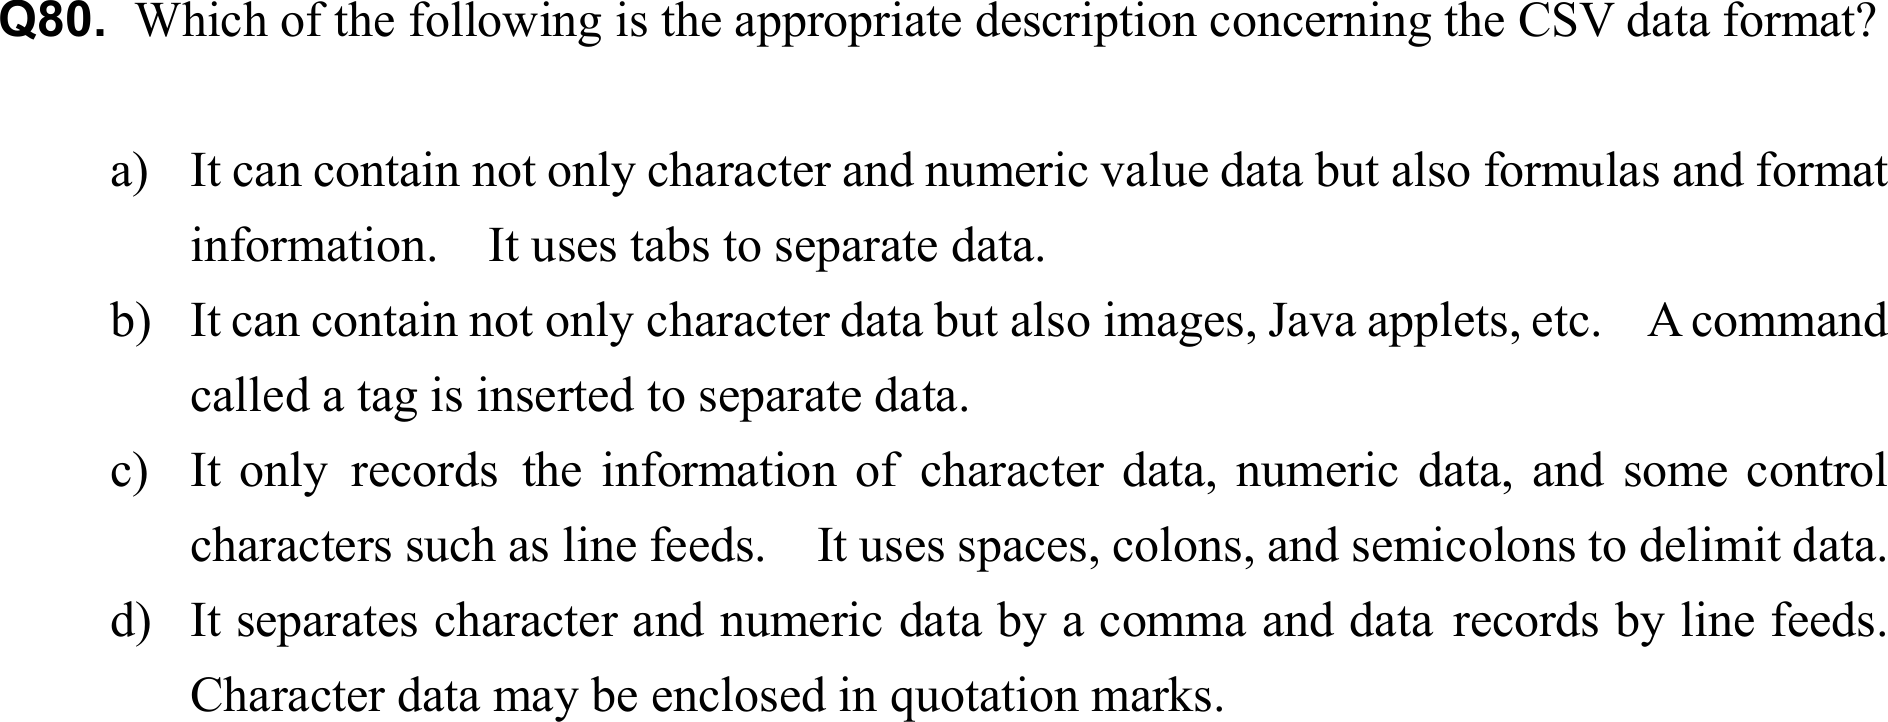 Q80. Which of the following is the appropriate description concerning the CSV data format?
a) It can contain not only character and numeric value data but also formulas and format
information. It uses tabs to separate data.
b) It can contain not only character data but also images, Java applets, etc. A command
called a tag is inserted to separate data.
c) It only records the information of character data, numeric data, and some control
characters such as line feeds. It uses spaces, colons, and semicolons to delimit data.
d) It separates character and numeric data by a comma and data records by line feeds.
Character data may be enclosed in quotation marks.